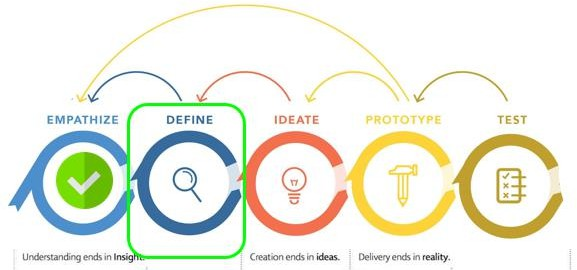 EMPATHIZE
DEFINE
IDEATE
PROTOTYPE
TEST
Understanding ends in Insight.
Creation ends in ideas.
Delivery ends in reality.